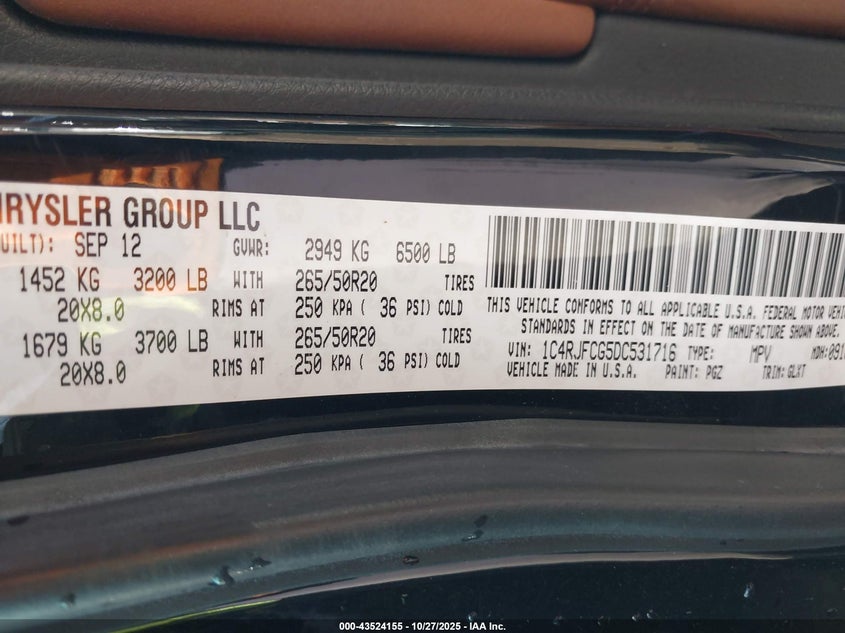 HRYSLER GROUP LLC
UILT): SEP 12 GVWR: 2949 KG 6500 LB
1452 KG 3200 LB WITH 265/50R20 TIRES
20X8.0 RIMS AT 250 KPA ( 36 PSI) COLD
1679 KG 3700 LB WITH 265/50R20 TIRES
20X8.0 RIMS AT 250 KPA ( 36 PSI) COLD
THIS VEHICLE CONFORMS TO ALL APPLICABLE U.S.A. FEDERAL MOTOR VEHI
STANDARDS IN EFFECT ON THE DATE OF MANUFACTURE SHOWN ABOVE.
VIN: 1C4RJFCG5DC531716 TYPE: MPV MDH:091
VEHICLE MADE IN U.S.A. PAINT: PGZ TRIM: GLKT
000-43524155 - 10/27/2025 - IAA Inc.